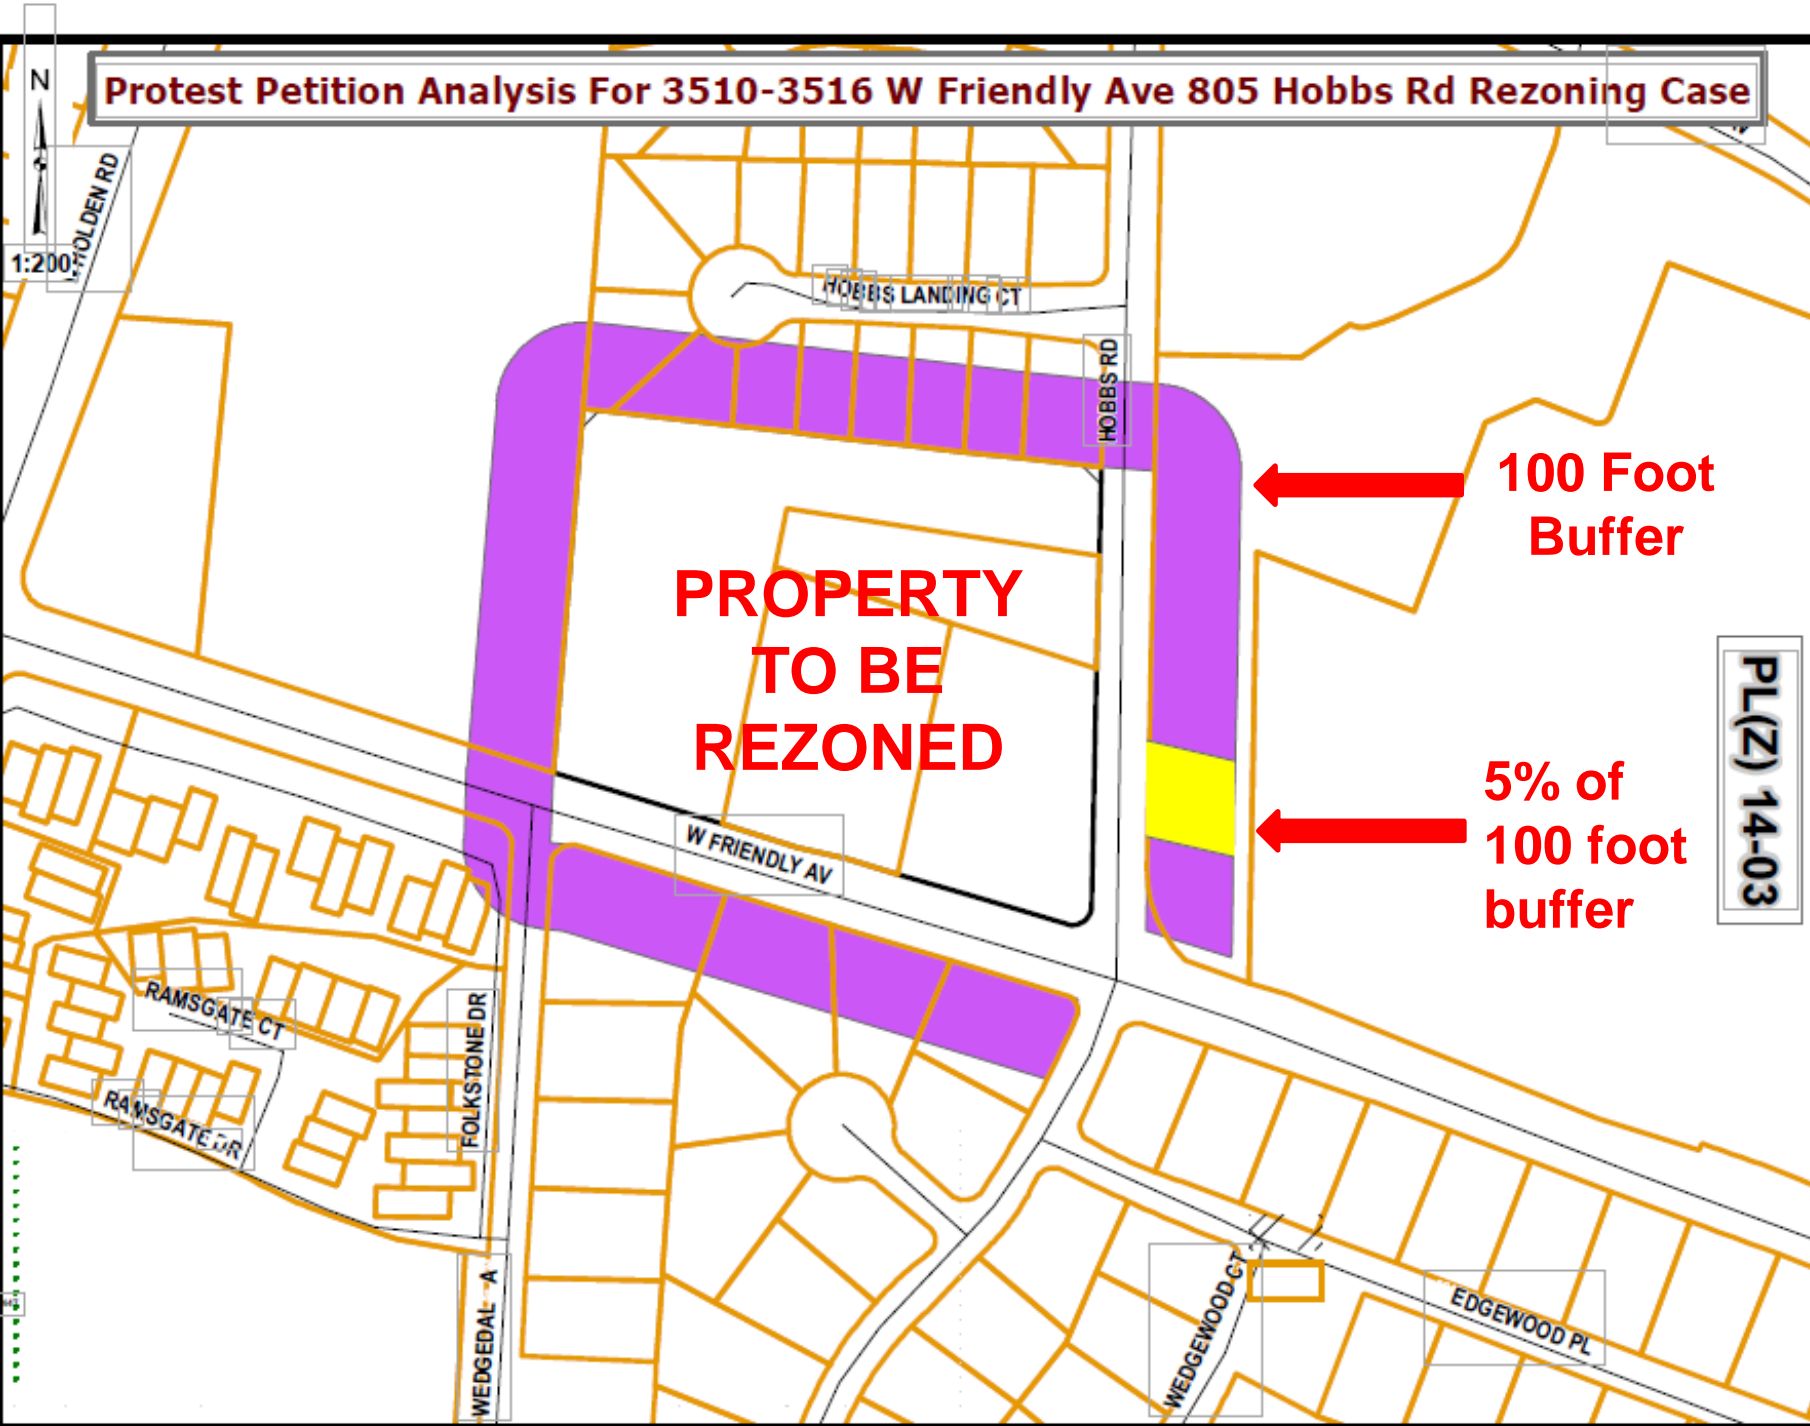 Protest Petition Analysis For 3510-3516 W Friendly Ave 805 Hobbs Rd Rezoning Case
N
HOLDEN RD
1:200
HOBBS LANDING CT
HOBBS RD
100 Foot
Buffer
PROPERTY
TO BE
REZONED
PL(Z) 14-03
5% of
100 foot
buffer
W FRIENDLY AV
RAMSGATE CT
FOLKSTONE DR
RAMSGATE DR
WEDGEDAL A
WEDGEWOOD CT
EDGEWOOD PL